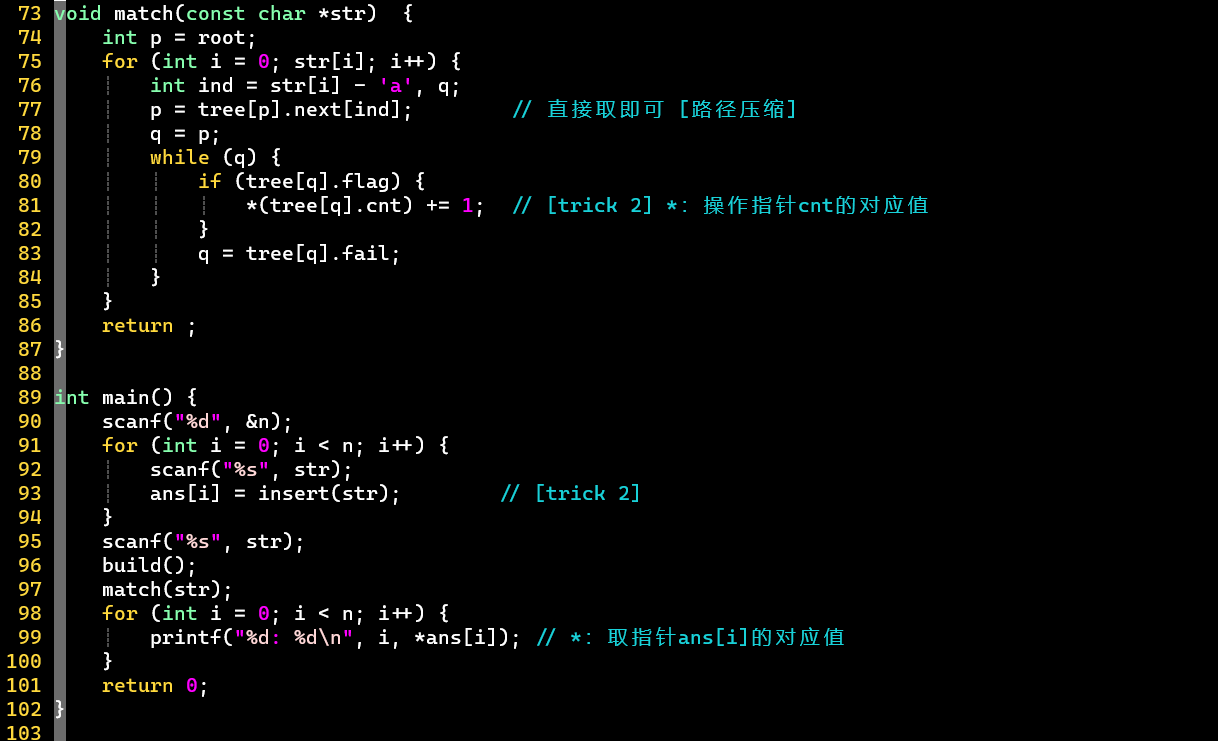 73 void match(const char *str)  {
74     int p = root;
75     for (int i = 0; str[i]; i++) {
76         int ind = str[i] - 'a', q;
77         p = tree[p].next[ind];        // 直接取即可 [路径压缩]
78         q = p;
79         while (q) {
80             if (tree[q].flag) {
81                 *(tree[q].cnt) += 1;  // [trick 2] *: 操作指针cnt的对应值
82             }
83             q = tree[q].fail;
84         }
85     }
86     return ;
87 }
88
89 int main() {
90     scanf("%d", &n);
91     for (int i = 0; i < n; i++) {
92         scanf("%s", str);
93         ans[i] = insert(str);        // [trick 2]
94     }
95     scanf("%s", str);
96     build();
97     match(str);
98     for (int i = 0; i < n; i++) {
99         printf("%d: %d\n", i, *ans[i]); // *: 取指针ans[i]的对应值
100     }
101     return 0;
102 }
103